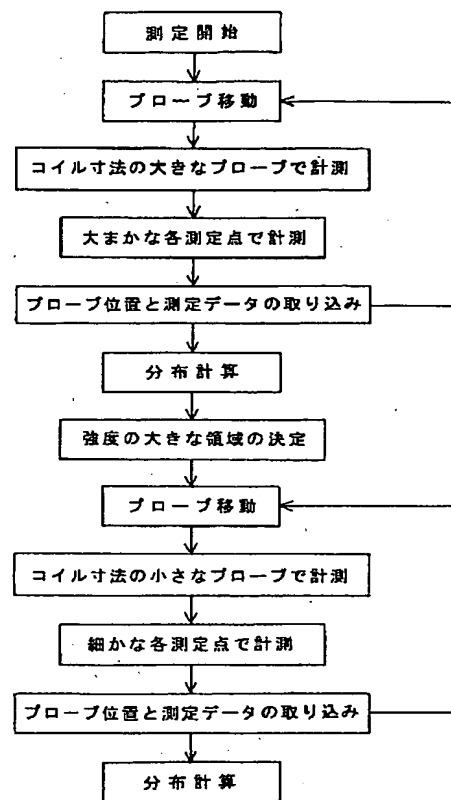 測定開始
プローブ移動
コイル寸法の大きなプローブで計測
大まかな各測定点で計測
プローブ位置と測定データの取り込み
分布計算
強度の大きな領域の決定
プローブ移動
コイル寸法の小さなプローブで計測
細かな各測定点で計測
プローブ位置と測定データの取り込み
分布計算